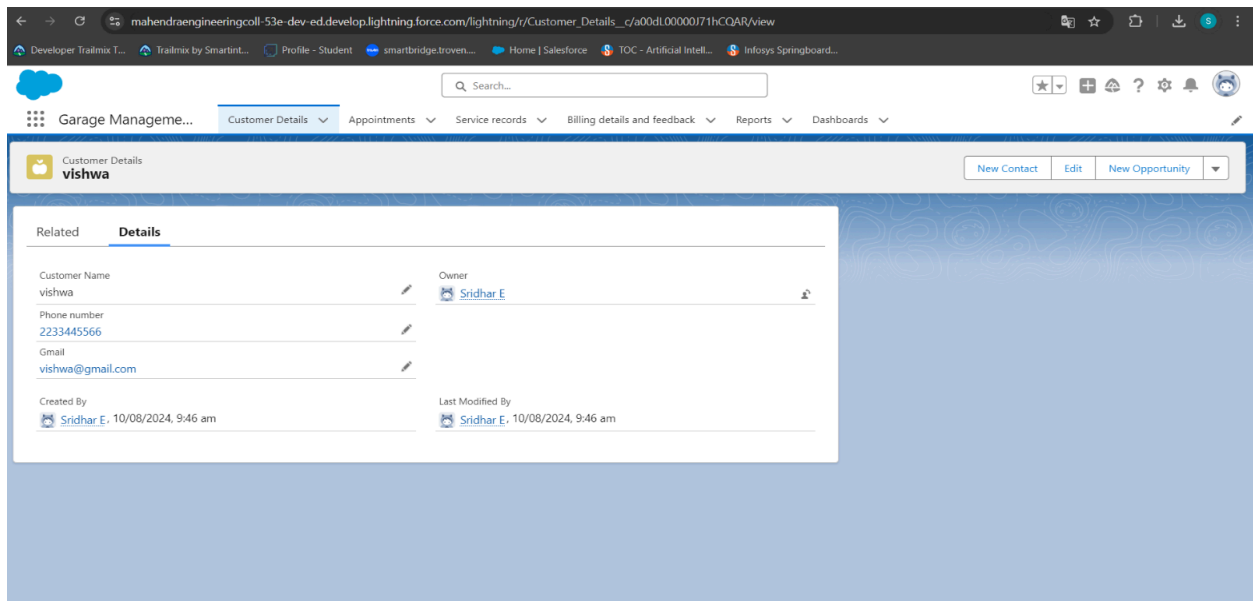 mahendraengineeringcoll-53e-dev-ed.develop.lightning.force.com/lightning/r/Customer_Details__c/a00dL00000J71hCQAR/view
S
Developer Trailmix T... Trailmix by Smartint... Profile - Student smartbridge.troven.... Home | Salesforce TOC - Artificial Intell... Infosys Springboard...
Search...
Garage Manageme... Customer Details Appointments Service records Billing details and feedback Reports Dashboards
Customer Details
vishwa
New Contact Edit New Opportunity
Related Details
Customer Name
vishwa
Owner
Sridhar E
Phone number
2233445566
Gmail
vishwa@gmail.com
Created By
Sridhar E, 10/08/2024, 9:46 am
Last Modified By
Sridhar E, 10/08/2024, 9:46 am